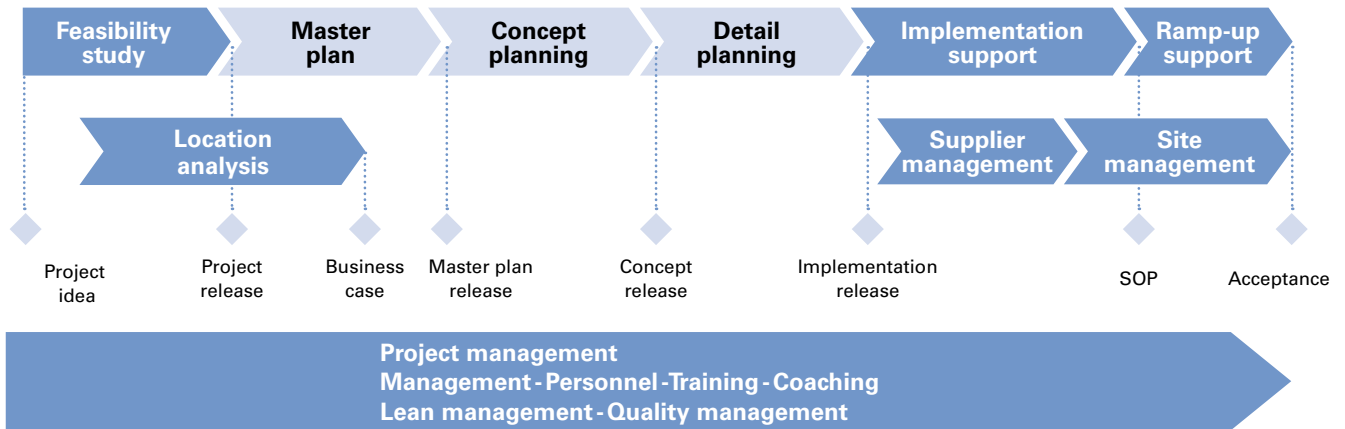 Feasibility
study
Master
plan
Concept
planning
Detail
planning
Implementation
support
Ramp-up
support
Location
analysis
Supplier
management
Site
management
Project
idea
Project
release
Business
case
Master plan
release
Concept
release
Implementation
release
SOP
Acceptance
Project management
Management - Personnel - Training - Coaching
Lean management - Quality management